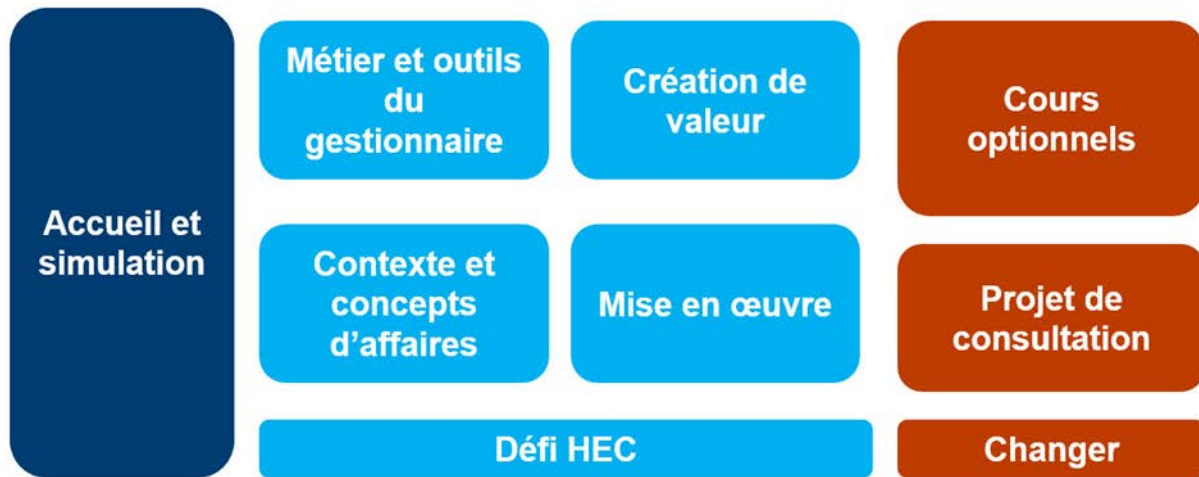 Accueil et
simulation
Métier et outils
du
gestionnaire
Création de
valeur
Cours
optionnels
Contexte et
concepts
d'affaires
Mise en œuvre
Projet de
consultation
Défi HEC
Changer